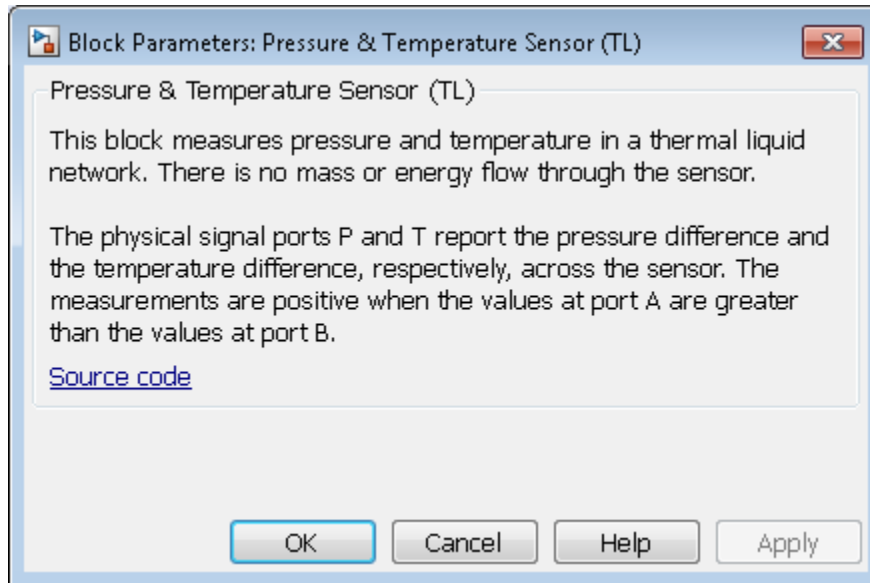 Block Parameters: Pressure & Temperature Sensor (TL)
Pressure & Temperature Sensor (TL)
This block measures pressure and temperature in a thermal liquid
network. There is no mass or energy flow through the sensor.
The physical signal ports P and T report the pressure difference and
the temperature difference, respectively, across the sensor. The
measurements are positive when the values at port A are greater
than the values at port B.
Source code
OK Cancel Help Apply